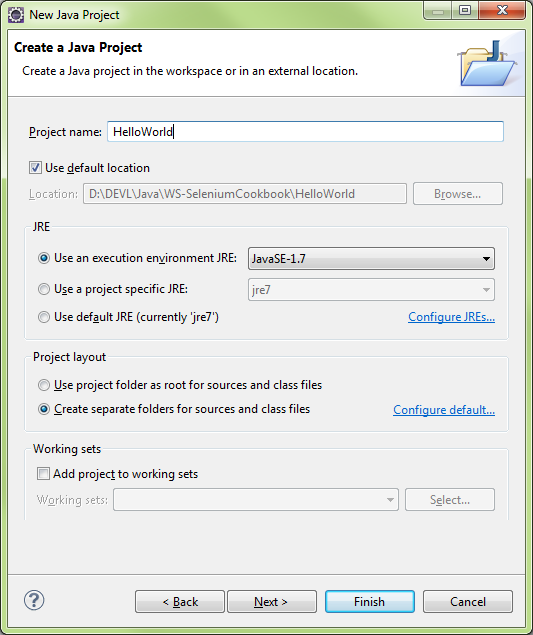 New Java Project
Create a Java Project
Create a Java project in the workspace or in an external location.
Project name: HelloWorld
Use default location
Location: D:\DEVL\Java\WS-SeleniumCookbook\HelloWorld Browse...
JRE
Use an execution environment JRE: JavaSE-1.7
Use a project specific JRE: jre7
Use default JRE (currently 'jre7') Configure JREs...
Project layout
Use project folder as root for sources and class files
Create separate folders for sources and class files Configure default...
Working sets
Add project to working sets
Working sets: Select...
? < Back Next > Finish Cancel